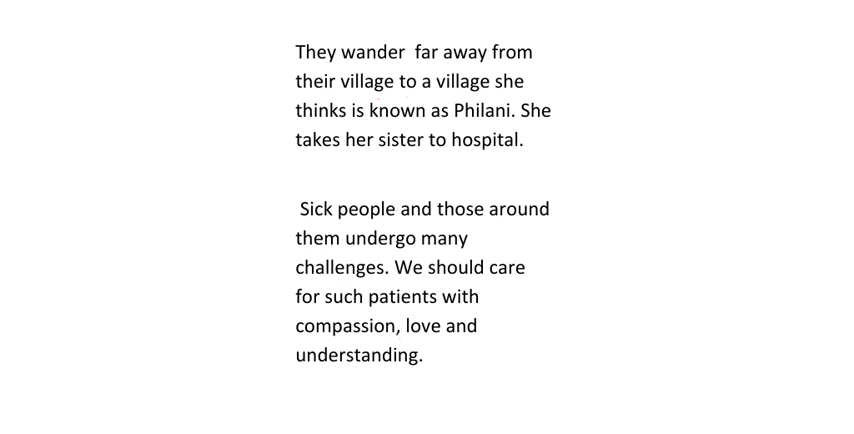 They wander  far away from
their village to a village she
thinks is known as Philani. She
takes her sister to hospital.
Sick people and those around
them undergo many
challenges. We should care
for such patients with
compassion, love and
understanding.